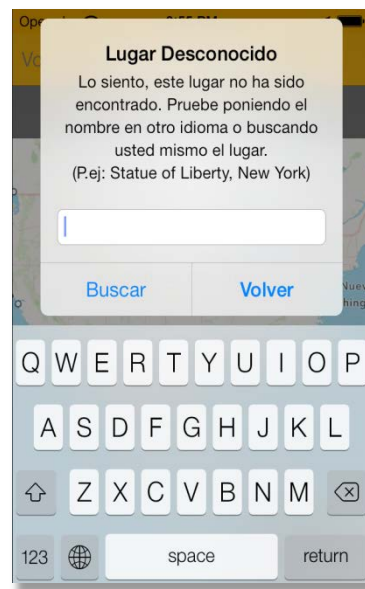 Lugar Desconocido
Lo siento, este lugar no ha sido
encontrado. Pruebe poniendo el
nombre en otro idioma o buscando
usted mismo el lugar.
(P.ej: Statue of Liberty, New York)
Buscar Volver
Q W E R T Y U I O P
A S D F G H J K L
Z X C V B N M
123 space return